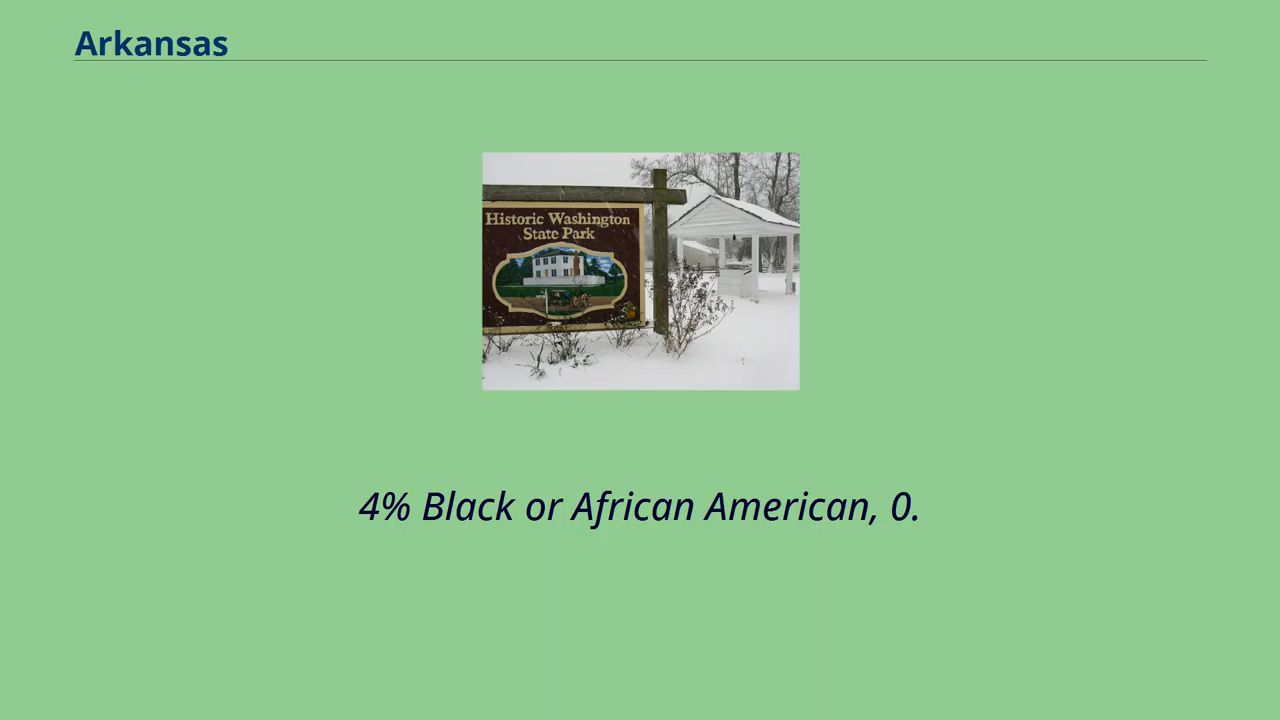 Arkansas
Historic Washington
State Park
4% Black or African American, 0.